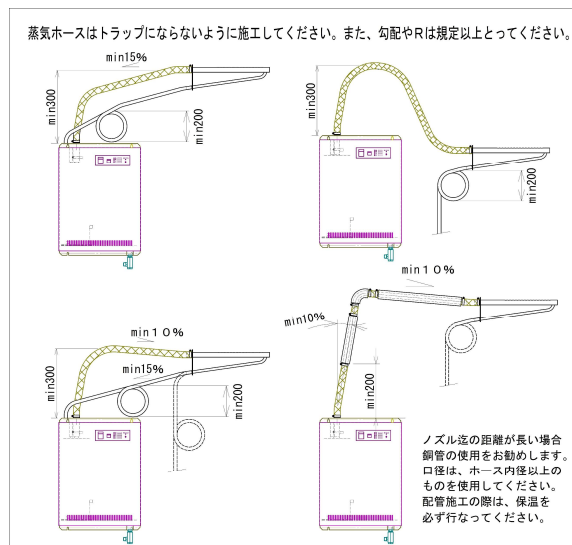 蒸気ホースはトラップにならないように施工してください。また、勾配やRは規定以上とってください。
min15%
min300
min200
min300
min200
min10%
min15%
min300
min200
min10%
min10%
min200
ノズル迄の距離が長い場合
銅管の使用をお勧めします。
口径は、ホース内径以上の
ものを使用してください。
配管施工の際は、保温を
必ず行なってください。